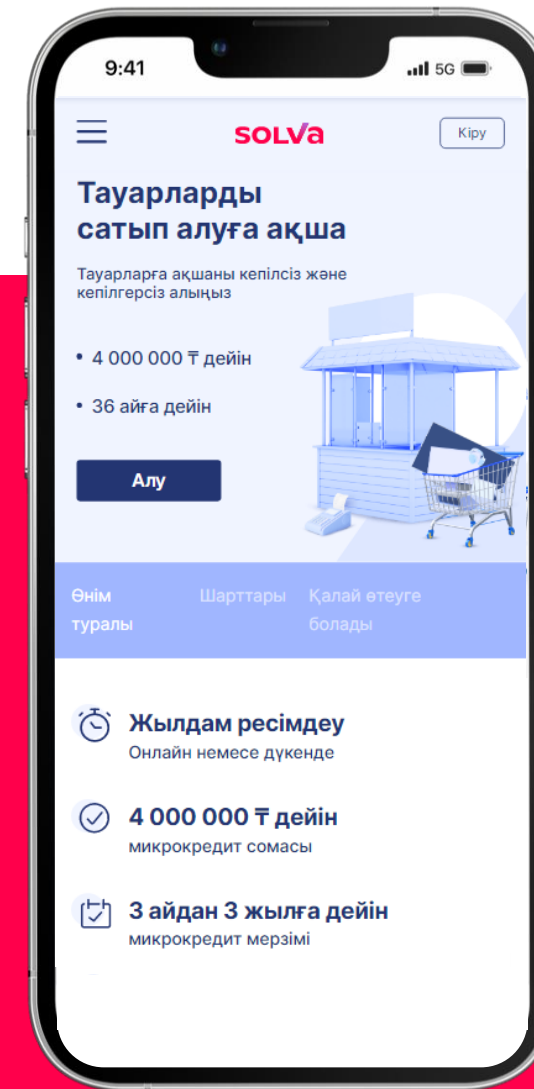 9:41
5G
SOLVa
Кіру
Тауарларды
сатып алуға ақша
Тауарларға ақшаны кепілсіз және
кепілгерсіз алыңыз
• 4 000 000 ₸ дейін
• 36 айға дейін
Алу
Өнім Шарттары Қалай өтеуге
туралы болады
Жылдам ресімдеу
Онлайн немесе дүкенде
4 000 000 ₸ дейін
микрокредит сомасы
3 айдан 3 жылға дейін
микрокредит мерзімі